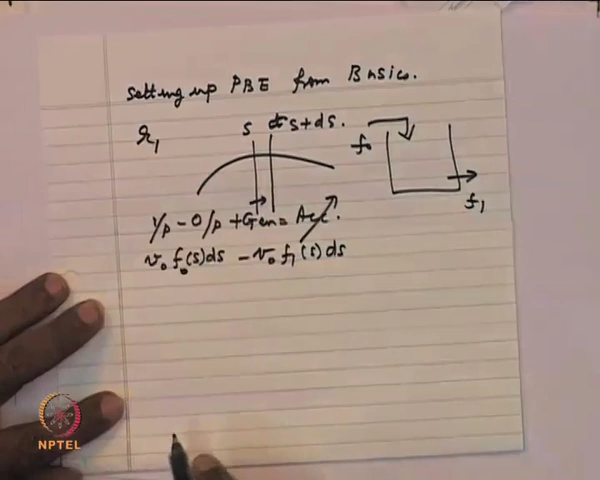 Setting up PBE from Basics.
r₁ s s+ds. f₀
f₁
I/p - O/p + Gen = Acc.
v₀ f₀(s)ds - v₀ f₁(s)ds
NPTEL